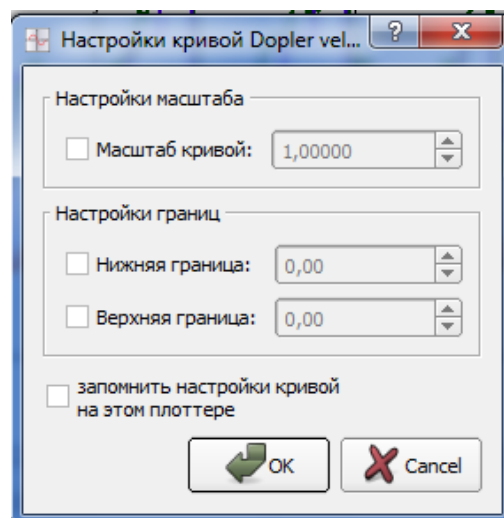 Настройки кривой Dopler vel...
Настройки масштаба
Масштаб кривой: 1,00000
Настройки границ
Нижняя граница: 0,00
Верхняя граница: 0,00
запомнить настройки кривой
на этом плоттере
OK Cancel